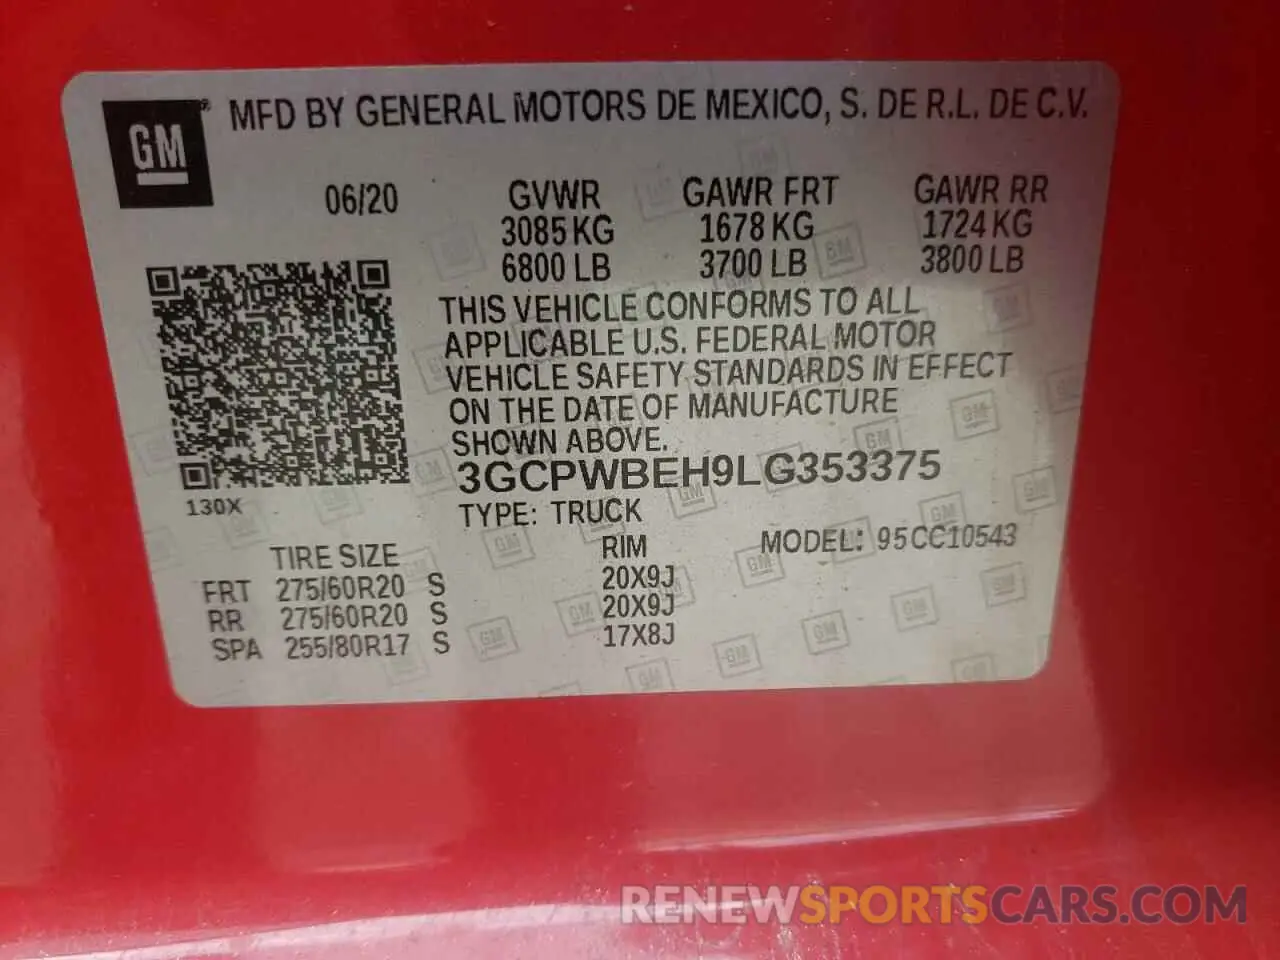 GM® MFD BY GENERAL MOTORS DE MEXICO, S. DE R.L. DE C.V.
06/20 GVWR GAWR FRT GAWR RR
3085 KG 1678 KG 1724 KG
6800 LB 3700 LB 3800 LB
THIS VEHICLE CONFORMS TO ALL
APPLICABLE U.S. FEDERAL MOTOR
VEHICLE SAFETY STANDARDS IN EFFECT
ON THE DATE OF MANUFACTURE
SHOWN ABOVE.
3GCPWBEH9LG353375
130X
TYPE: TRUCK
TIRE SIZE RIM MODEL: 95CC10543
FRT 275/60R20 S 20X9J
RR 275/60R20 S 20X9J
SPA 255/80R17 S 17X8J
RENEWSPORTSCARS.COM